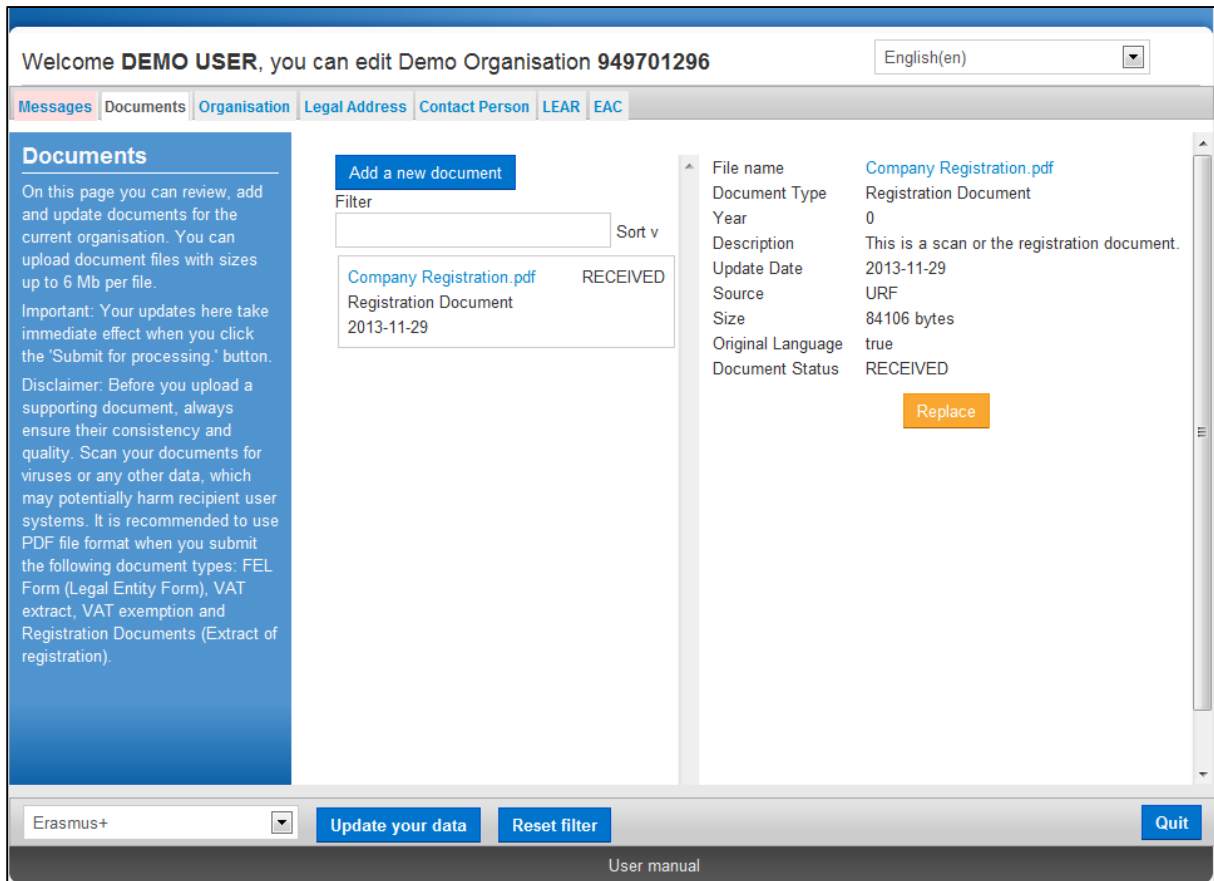 Welcome DEMO USER, you can edit Demo Organisation 949701296
English(en)
Messages Documents Organisation Legal Address Contact Person LEAR EAC
Documents
On this page you can review, add
and update documents for the
current organisation. You can
upload document files with sizes
up to 6 Mb per file.
Important: Your updates here take
immediate effect when you click
the 'Submit for processing.' button.
Disclaimer: Before you upload a
supporting document, always
ensure their consistency and
quality. Scan your documents for
viruses or any other data, which
may potentially harm recipient user
systems. It is recommended to use
PDF file format when you submit
the following document types: FEL
Form (Legal Entity Form), VAT
extract, VAT exemption and
Registration Documents (Extract of
registration).
Add a new document
Filter
Sort v
Company Registration.pdf RECEIVED
Registration Document
2013-11-29
File name Company Registration.pdf
Document Type Registration Document
Year 0
Description This is a scan or the registration document.
Update Date 2013-11-29
Source URF
Size 84106 bytes
Original Language true
Document Status RECEIVED
Replace
Erasmus+ Update your data Reset filter Quit
User manual